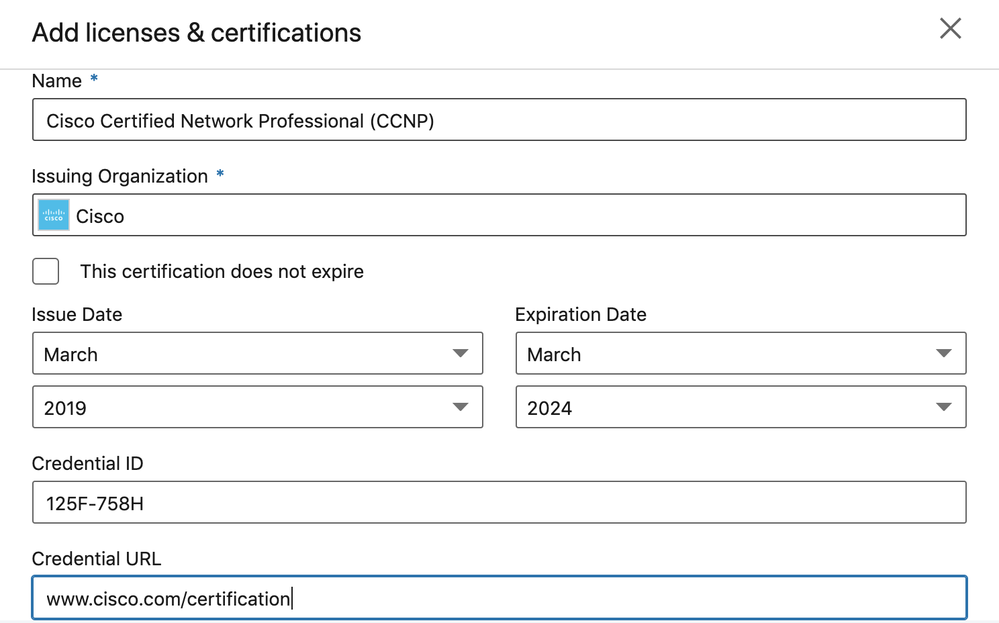 Add licenses & certifications
Name *
Cisco Certified Network Professional (CCNP)
Issuing Organization *
CISCO
Cisco
This certification does not expire
Issue Date
Expiration Date
March
March
2019
2024
Credential ID
125F-758H
Credential URL
www.cisco.com/certification